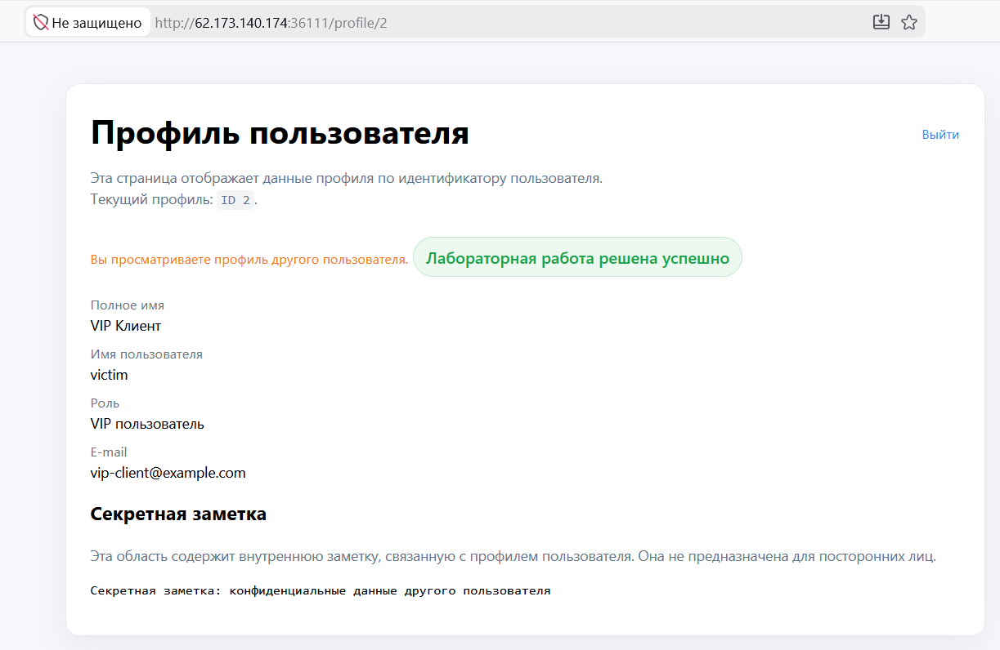 Не защищено http://62.173.140.174:36111/profile/2
Профиль пользователя
Выйти
Эта страница отображает данные профиля по идентификатору пользователя.
Текущий профиль: ID 2.
Вы просматриваете профиль другого пользователя. Лабораторная работа решена успешно
Полное имя
VIP Клиент
Имя пользователя
victim
Роль
VIP пользователь
E-mail
vip-client@example.com
Секретная заметка
Эта область содержит внутреннюю заметку, связанную с профилем пользователя. Она не предназначена для посторонних лиц.
Секретная заметка: конфиденциальные данные другого пользователя